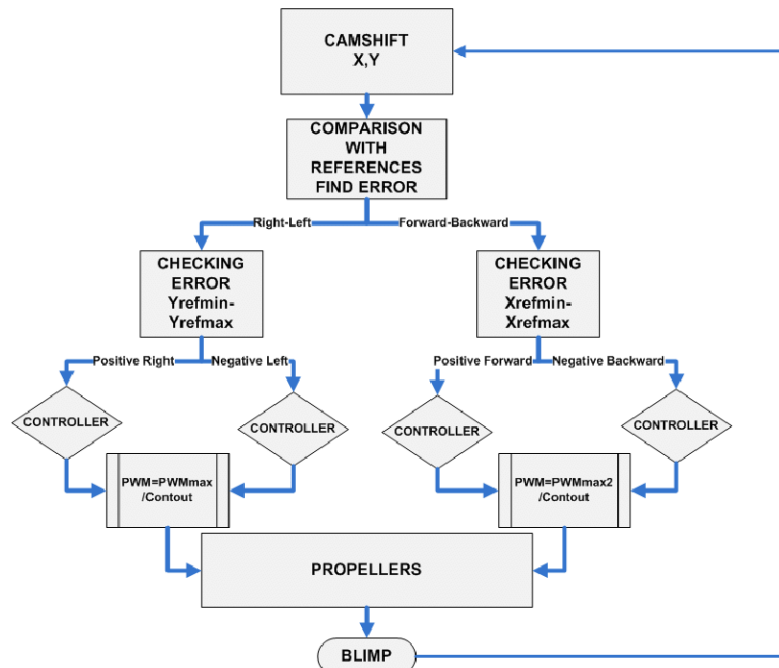 CAMSHIFT
X,Y
COMPARISON
WITH
REFERENCES
FIND ERROR
Right-Left
Forward-Backward
CHECKING
ERROR
Yrefmin-
Yrefmax
CHECKING
ERROR
Xrefmin-
Xrefmax
Positive Right
Negative Left
Positive Forward
Negative Backward
CONTROLLER
CONTROLLER
CONTROLLER
CONTROLLER
PWM=PWMmax
/Contout
PWM=PWMmax2
/Contout
PROPELLERS
BLIMP